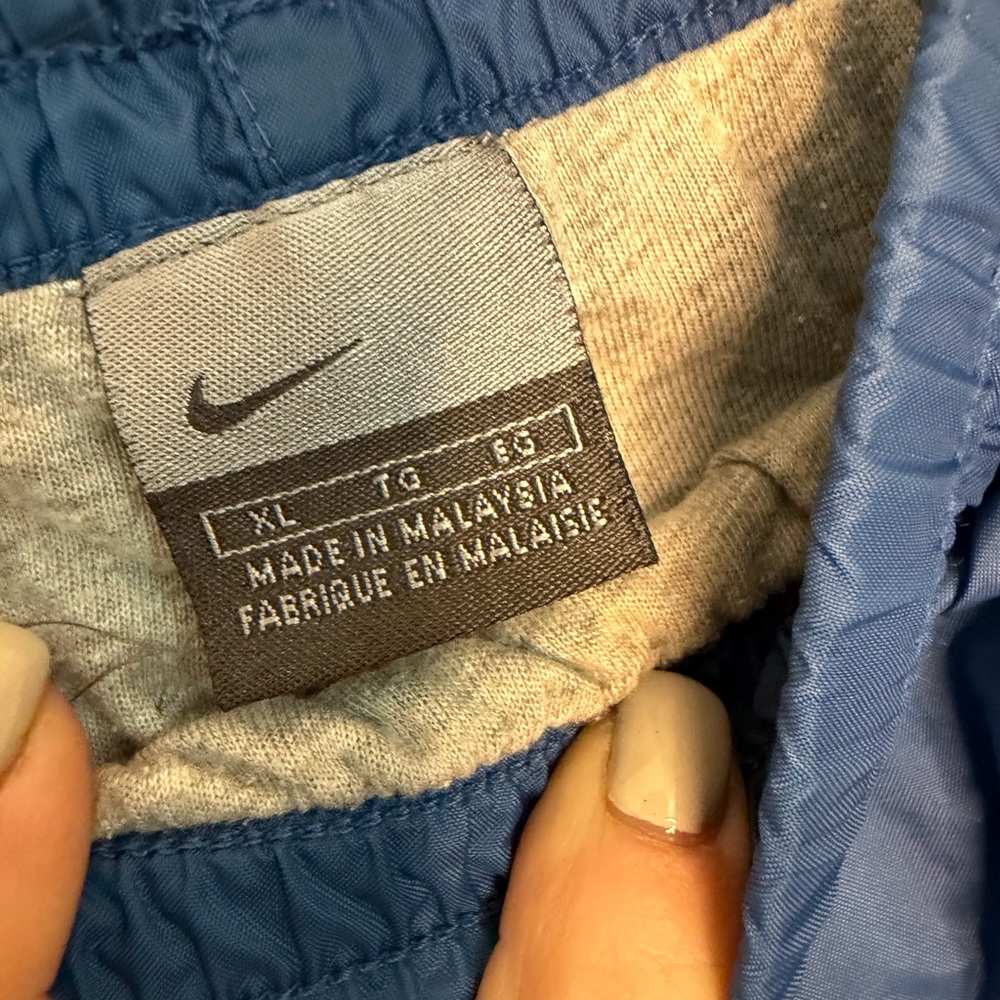 XL TG EG
MADE IN MALAYSIA
FABRIQUE EN MALAISIE